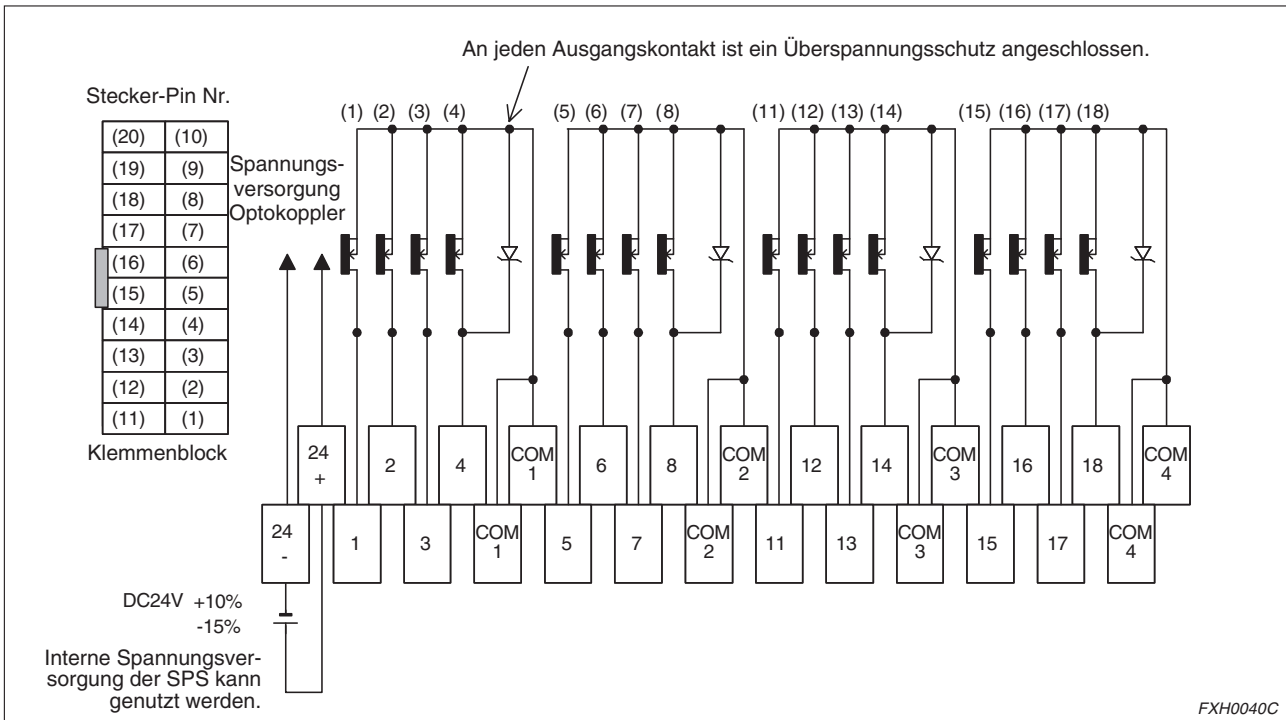 An jeden Ausgangskontakt ist ein Überspannungsschutz angeschlossen.
Stecker-Pin Nr.
(1) (2) (3) (4) (5) (6) (7) (8) (11) (12) (13) (14) (15) (16) (17) (18)
(20) (10)
(19) (9)
(18) (8)
(17) (7)
(16) (6)
(15) (5)
(14) (4)
(13) (3)
(12) (2)
(11) (1)
Klemmenblock
Spannungs-
versorgung
Optokoppler
24 + 2 4 COM 1 6 8 COM 2 12 14 COM 3 16 18 COM 4
24 - 1 3 COM 1 5 7 COM 2 11 13 COM 3 15 17 COM 4
DC24V +10%
-15%
Interne Spannungsver-
sorgung der SPS kann
genutzt werden.
FXH0040C